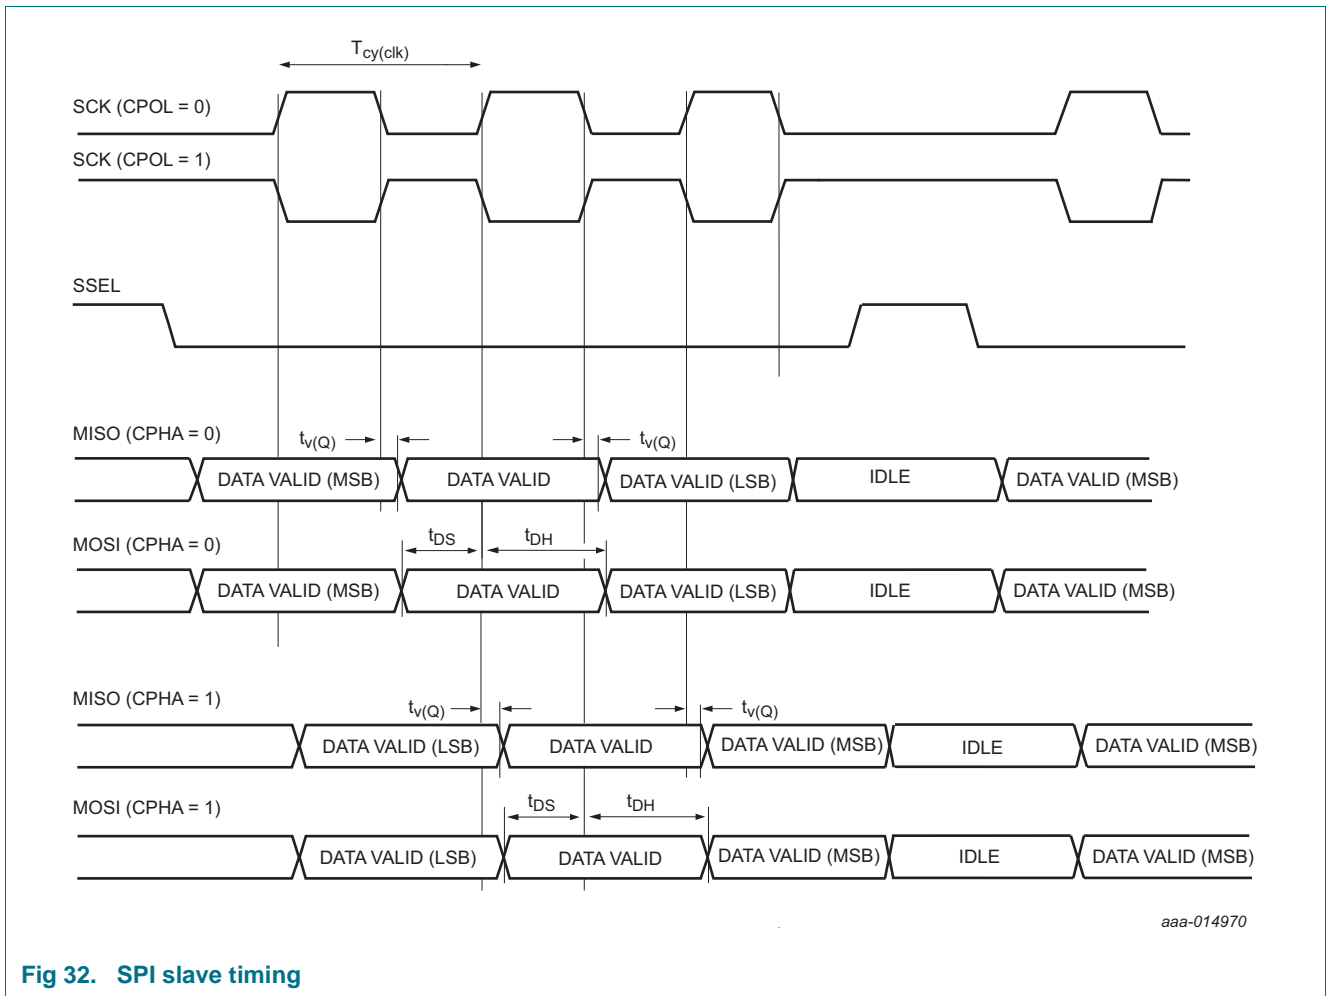 Tcy(clk)
SCK (CPOL = 0)
SCK (CPOL = 1)
SSEL
MISO (CPHA = 0)
tv(Q) tv(Q)
DATA VALID (MSB) DATA VALID DATA VALID (LSB) IDLE DATA VALID (MSB)
tDS tDH
MOSI (CPHA = 0)
DATA VALID (MSB) DATA VALID DATA VALID (LSB) IDLE DATA VALID (MSB)
MISO (CPHA = 1)
tv(Q) tv(Q)
DATA VALID (LSB) DATA VALID DATA VALID (MSB) IDLE DATA VALID (MSB)
tDS tDH
MOSI (CPHA = 1)
DATA VALID (LSB) DATA VALID DATA VALID (MSB) IDLE DATA VALID (MSB)
aaa-014970
Fig 32. SPI slave timing